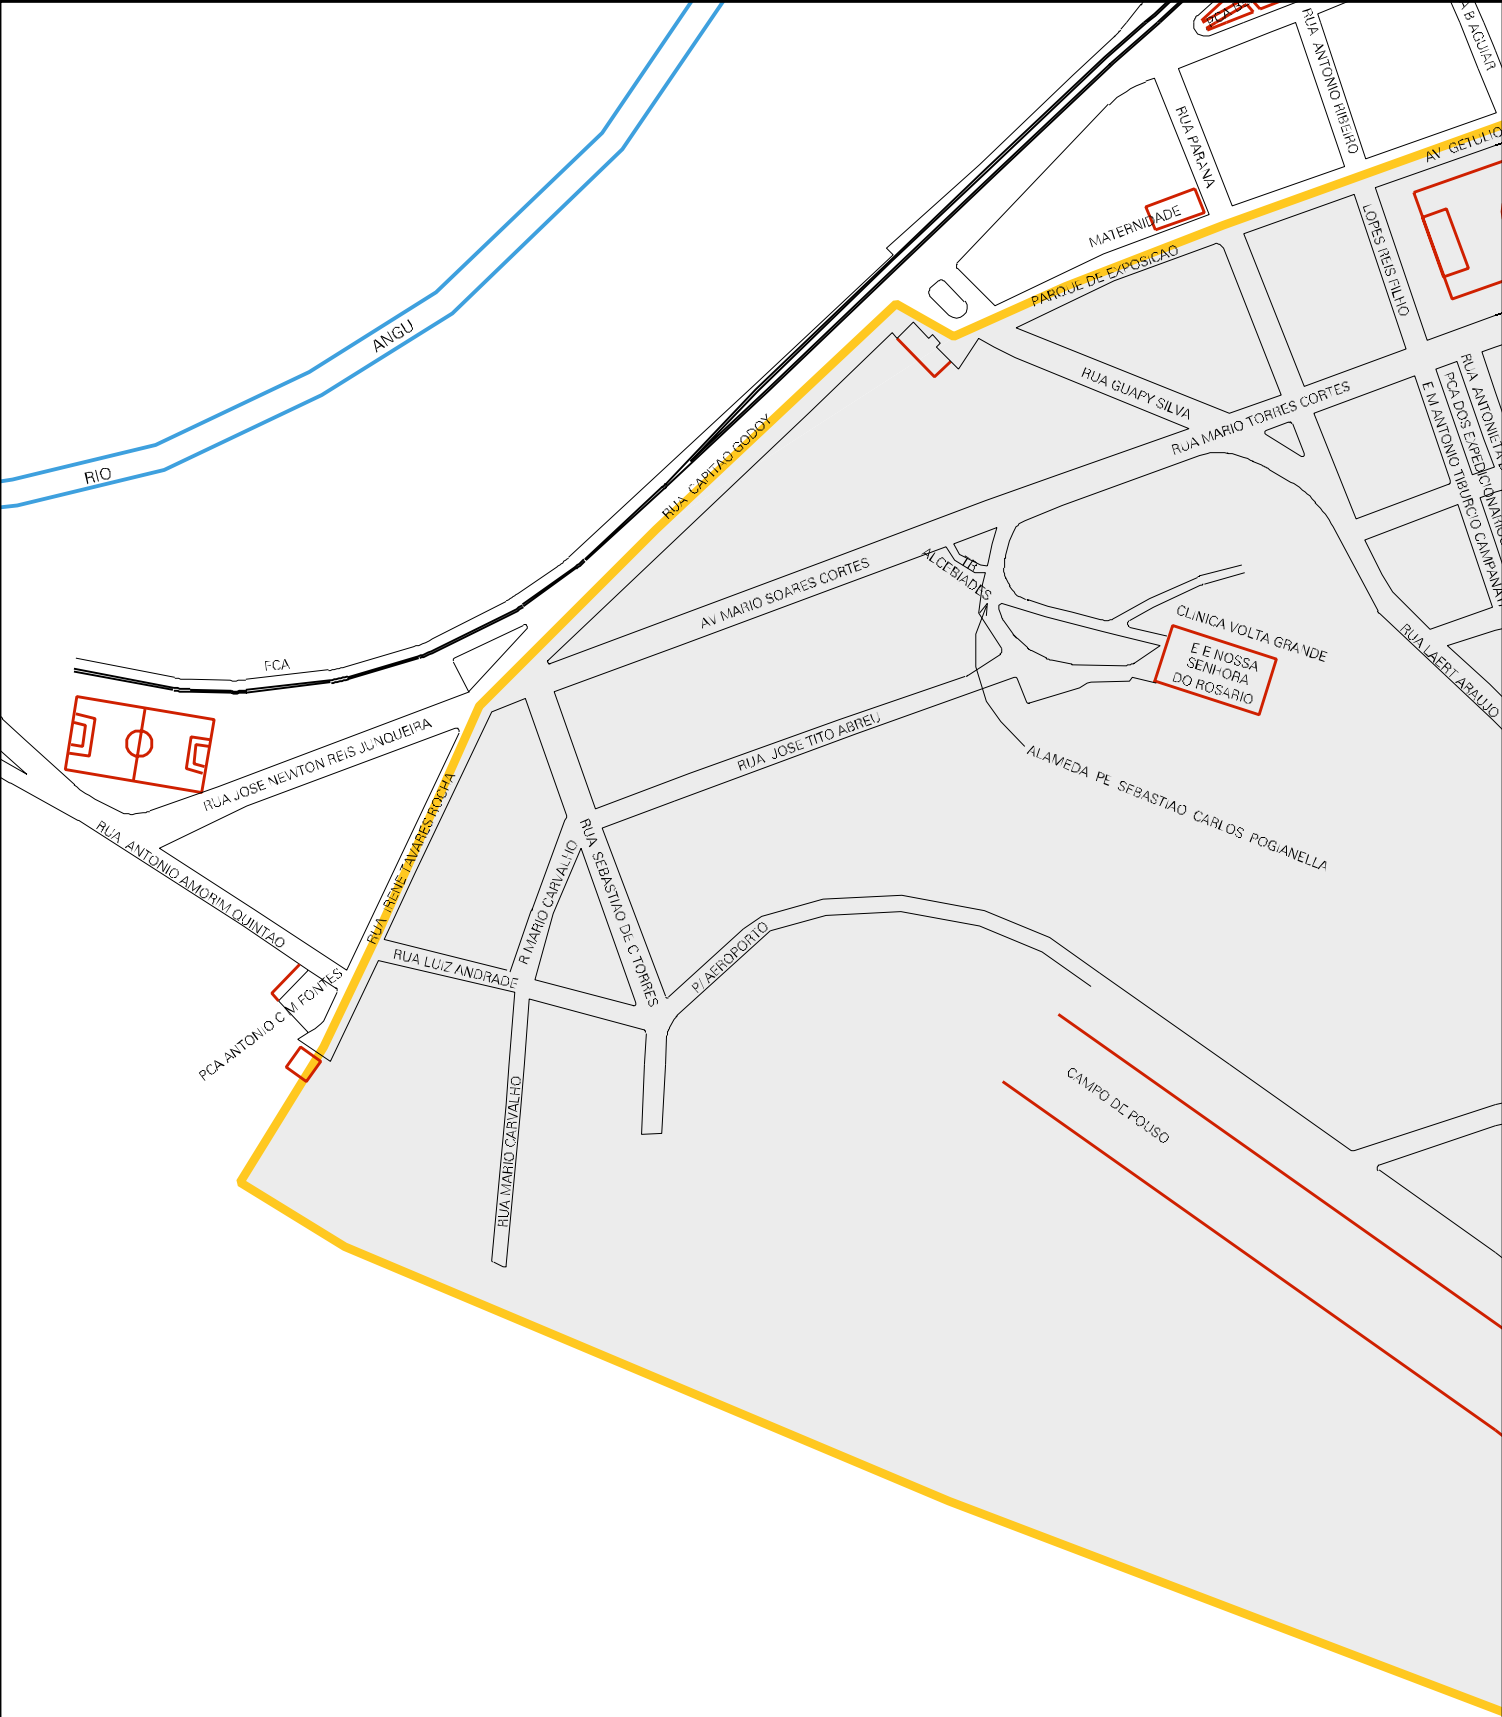 RUA ANTONIO RIBEIRO
B AGUIAR
RUA PARANA
AV GETULIO
MATERNIDADE
PARQUE DE EXPOSICAO
LOPES REIS FILHO
ANGU
RIO
RUA GUAPY SILVA
RUA MARIO TORRES CORTES
RUA CAPITAO GODOY
PCA DOS EXPEDICIONARIOS
E M ANTONIO TIBURCIO CAMPANA
AV MARIO SOARES CORTES
TR
ALCEBIADES
A
CLINICA VOLTA GRANDE
E E NOSSA
SENHORA
DO ROSARIO
RUA LAERT ARAUJO
FCA
RUA JOSE NEWTON REIS JUNQUEIRA
RUA JOSE TITO ABREU
ALAMEDA PE SEBASTIAO CARLOS POGIANELLA
RUA IRENE TAVARES ROCHA
RUA ANTONIO AMORIM QUINTAO
R MARIO CARVALHO
RUA SEBASTIAO DE C TORRES
RUA LUIZ ANDRADE
P/ AEROPORTO
PCA ANTONIO C M FONTES
CAMPO DE POUSO
RUA MARIO CARVALHO